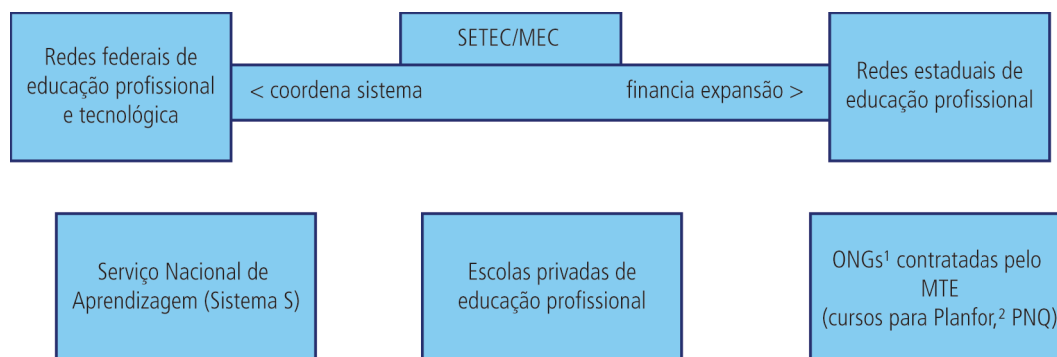 SETEC/MEC
Redes federais de
educação profissional
e tecnológica
< coordena sistema
financia expansão >
Redes estaduais de
educação profissional
Serviço Nacional de
Aprendizagem (Sistema S)
Escolas privadas de
educação profissional
ONGs¹ contratadas pelo
MTE
(cursos para Planfor,² PNQ)